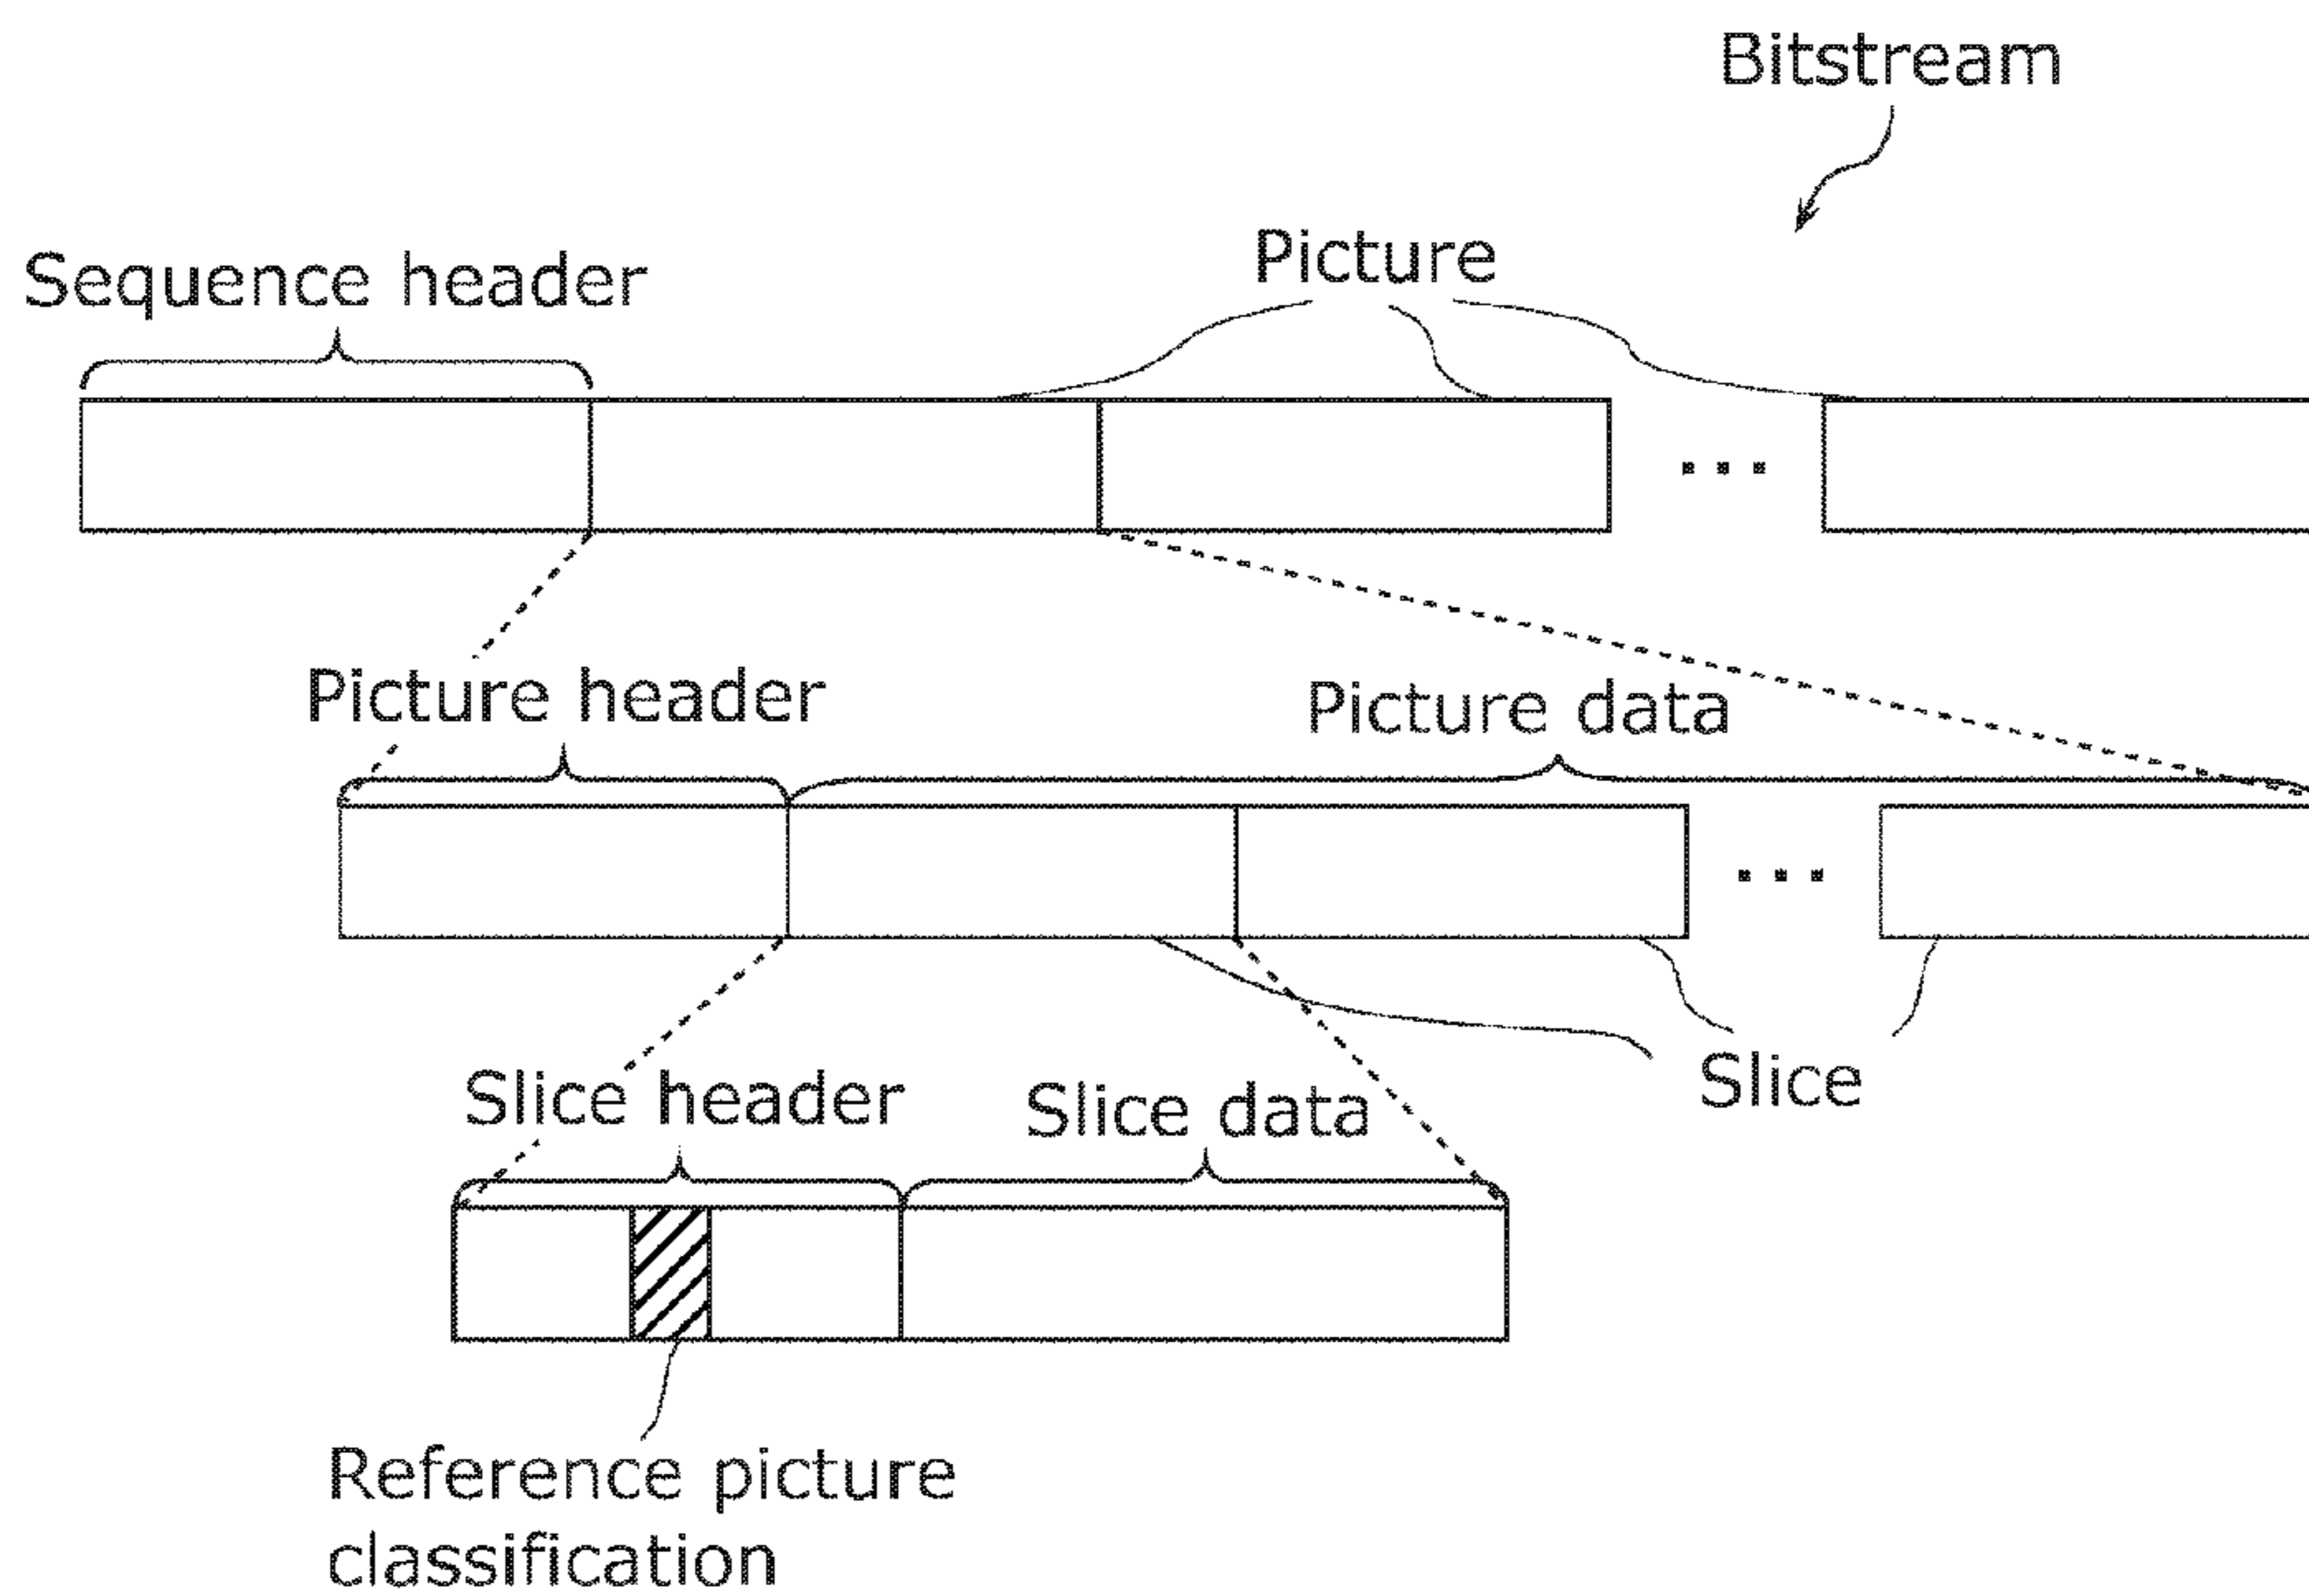 Bitstream
Picture
Sequence header
...
Picture header
Picture data
...
Slice
Slice header
Slice data
Reference picture
classification